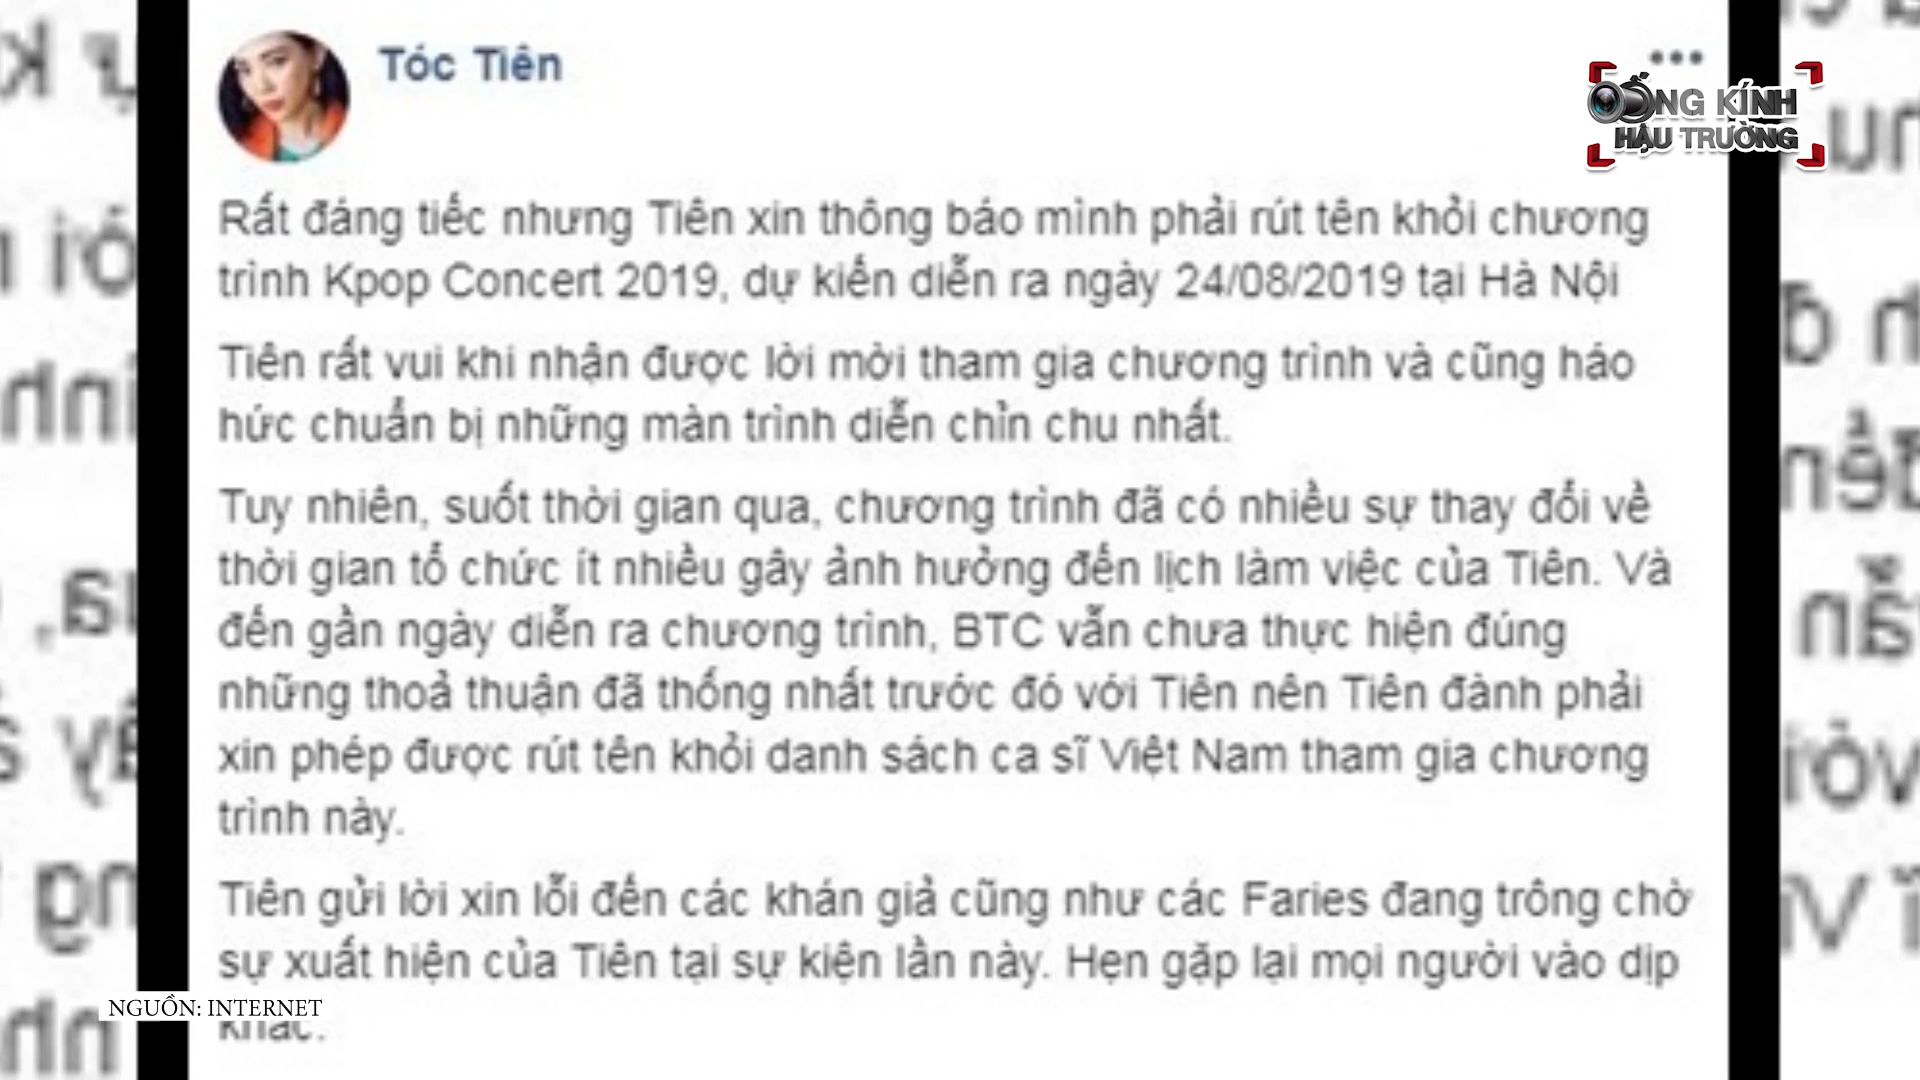 Tóc Tiên
ỐNG KÍNH
HẬU TRƯỜNG
Rất đáng tiếc nhưng Tiên xin thông báo mình phải rút tên khỏi chương
trình Kpop Concert 2019, dự kiến diễn ra ngày 24/08/2019 tại Hà Nội
Tiên rất vui khi nhận được lời mời tham gia chương trình và cũng háo
hức chuẩn bị những màn trình diễn chỉn chu nhất.
Tuy nhiên, suốt thời gian qua, chương trình đã có nhiều sự thay đổi về
thời gian tổ chức ít nhiều gây ảnh hưởng đến lịch làm việc của Tiên. Và
đến gần ngày diễn ra chương trình, BTC vẫn chưa thực hiện đúng
những thoả thuận đã thống nhất trước đó với Tiên nên Tiên đành phải
xin phép được rút tên khỏi danh sách ca sĩ Việt Nam tham gia chương
trình này.
Tiên gửi lời xin lỗi đến các khán giả cũng như các Faries đang trông chờ
sự xuất hiện của Tiên tại sự kiện lần này. Hẹn gặp lại mọi người vào dịp
khác.
NGUỒN: INTERNET